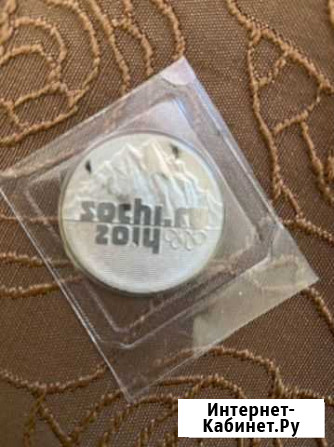 sochi.ru
2014
Интернет-
Кабинет.Ру